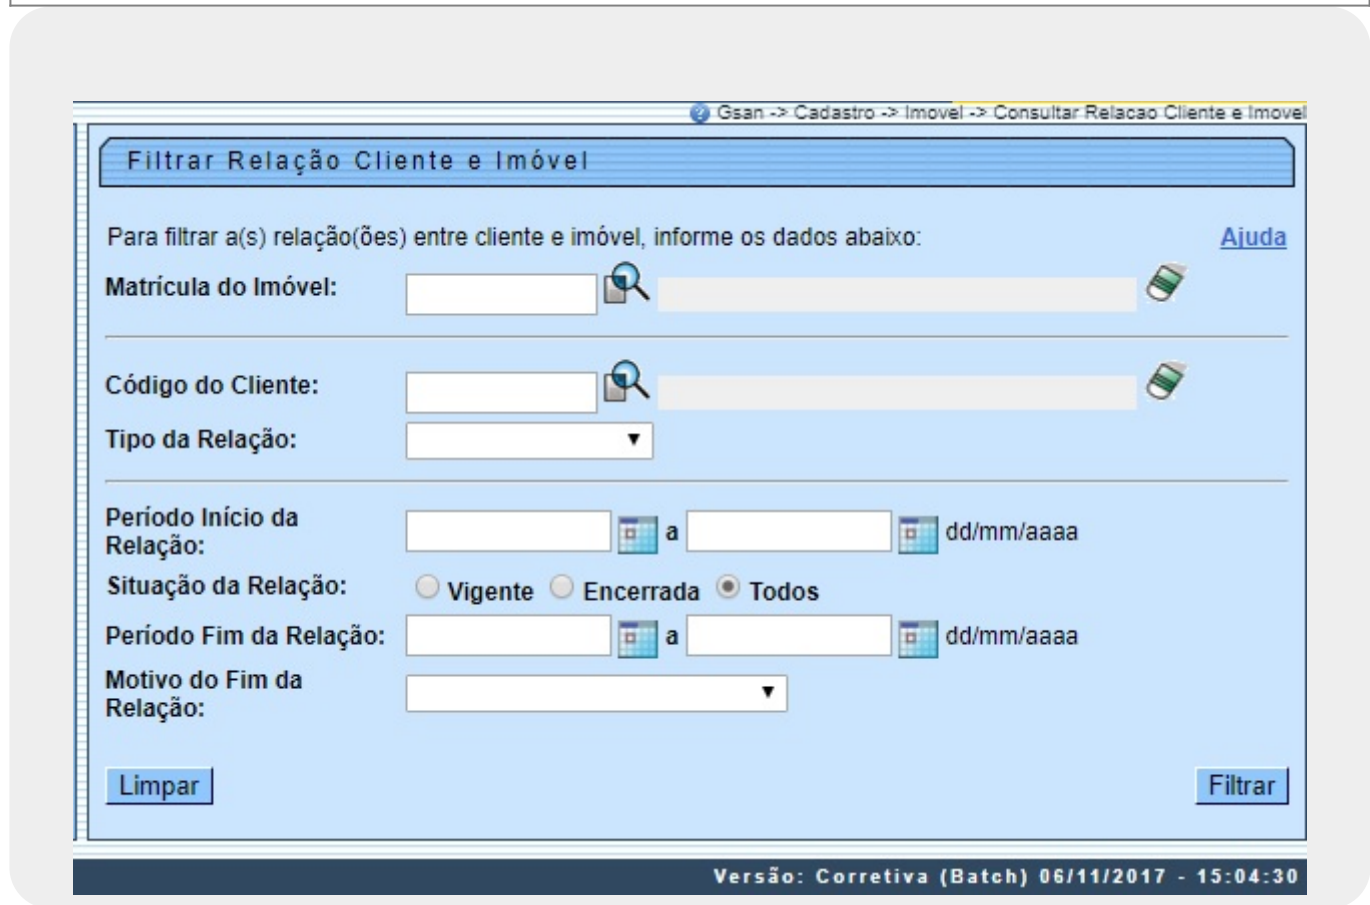 Gsan -> Cadastro -> Imovel -> Consultar Relacao Cliente e Imovel
Filtrar Relação Cliente e Imóvel
Para filtrar a(s) relação(ões) entre cliente e imóvel, informe os dados abaixo: Ajuda
Matrícula do Imóvel:
Código do Cliente:
Tipo da Relação:
Período Início da
Relação:
a dd/mm/aaaa
Situação da Relação: Vigente Encerrada Todos
Período Fim da Relação: a dd/mm/aaaa
Motivo do Fim da
Relação:
Limpar Filtrar
Versão: Corretiva (Batch) 06/11/2017 - 15:04:30